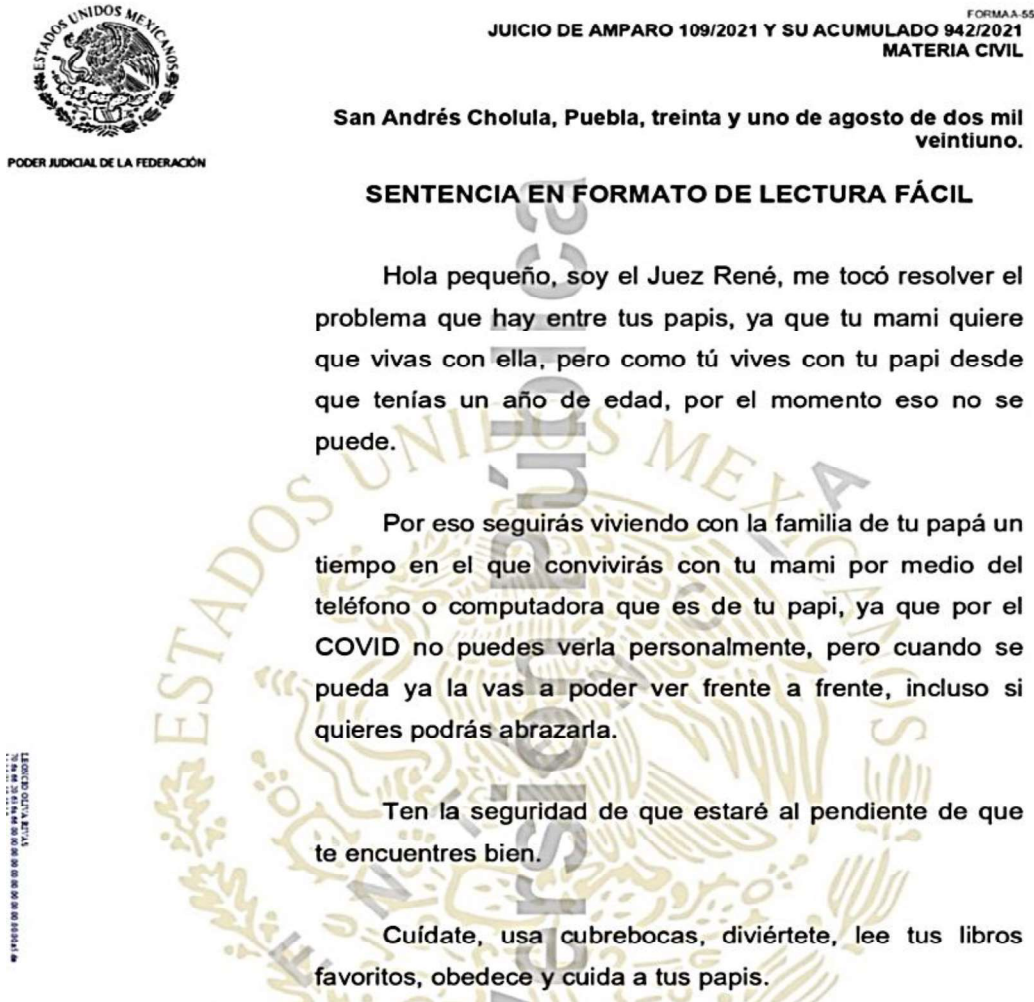 FORMA A-55
JUICIO DE AMPARO 109/2021 Y SU ACUMULADO 942/2021
MATERIA CIVIL
ESTADOS UNIDOS MEXICANOS
PODER JUDICIAL DE LA FEDERACIÓN
San Andrés Cholula, Puebla, treinta y uno de agosto de dos mil
veintiuno.
SENTENCIA EN FORMATO DE LECTURA FÁCIL
Hola pequeño, soy el Juez René, me tocó resolver el
problema que hay entre tus papis, ya que tu mami quiere
que vivas con ella, pero como tú vives con tu papi desde
que tenías un año de edad, por el momento eso no se
puede.
Por eso seguirás viviendo con la familia de tu papá un
tiempo en el que convivirás con tu mami por medio del
teléfono o computadora que es de tu papi, ya que por el
COVID no puedes verla personalmente, pero cuando se
pueda ya la vas a poder ver frente a frente, incluso si
quieres podrás abrazarla.
Ten la seguridad de que estaré al pendiente de que
te encuentres bien.
Cuídate, usa cubrebocas, diviértete, lee tus libros
favoritos, obedece y cuida a tus papis.
ESTADOS UNIDOS MEXICANOS
ersión Pública